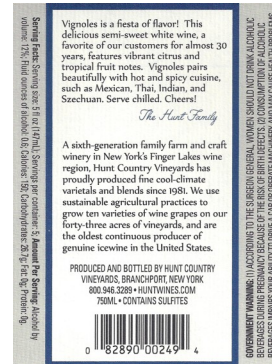 Vignoles is a fiesta of flavor! This
delicious semi-sweet white wine, a
favorite of our customers for almost 30
years, features vibrant citrus and
tropical fruit notes. Vignoles pairs
beautifully with hot and spicy cuisine,
such as Mexican, Thai, Indian, and
Szechuan. Serve chilled. Cheers!
The Hunt Family
A sixth-generation family farm and craft
winery in New York's Finger Lakes wine
region, Hunt Country Vineyards has
proudly produced fine cool-climate
varietals and blends since 1981. We use
sustainable agricultural practices to
grow ten varieties of wine grapes on our
forty-three acres of vineyards, and are
the oldest continuous producer of
genuine icewine in the United States.
PRODUCED AND BOTTLED BY HUNT COUNTRY
VINEYARDS, BRANCHPORT, NEW YORK
800.946.3289 • HUNTWINES.COM
750ML • CONTAINS SULFITES
0 82890 00249 4
Serving Facts: Serving size: 5 fl oz (147mL); Servings per container: 5; Amount Per Serving: Alcohol by
volume: 12%, Fluid ounces of alcohol: 0.6; Calories: 150; Carbohydrates: 26.7g; Fat: 0g; Protein: 0g.
GOVERNMENT WARNING: (1) ACCORDING TO THE SURGEON GENERAL, WOMEN SHOULD NOT DRINK ALCOHOLIC
BEVERAGES DURING PREGNANCY BECAUSE OF THE RISK OF BIRTH DEFECTS. (2) CONSUMPTION OF ALCOHOLIC